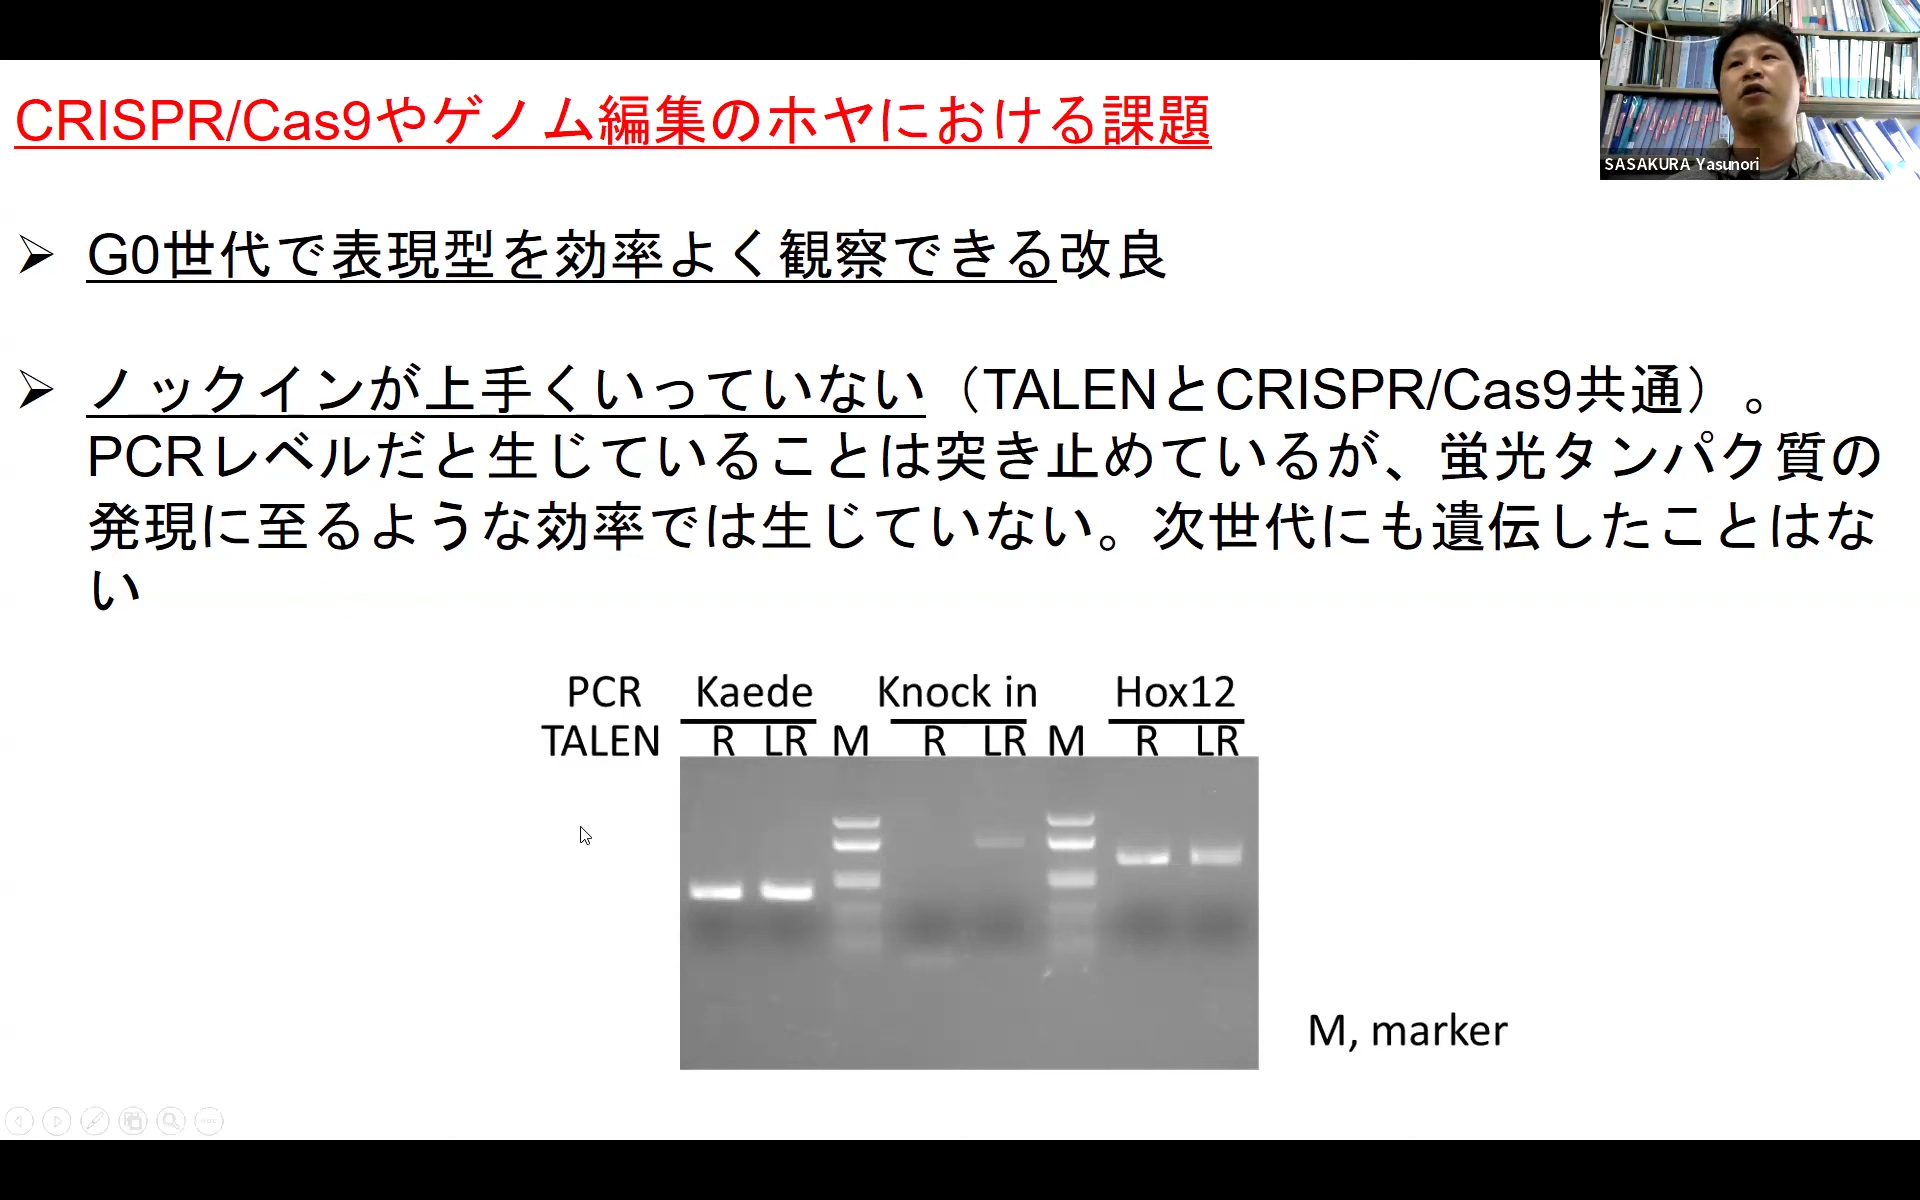 CRISPR/Cas9やゲノム編集のホヤにおける課題
SASAKURA Yasunori
➢ G0世代で表現型を効率よく観察できる改良
➢ ノックインが上手くいっていない（TALENとCRISPR/Cas9共通）。
PCRレベルだと生じていることは突き止めているが、蛍光タンパク質の
発現に至るような効率では生じていない。次世代にも遺伝したことはな
い
PCR Kaede Knock in Hox12
TALEN R LR M R LR M R LR
M, marker